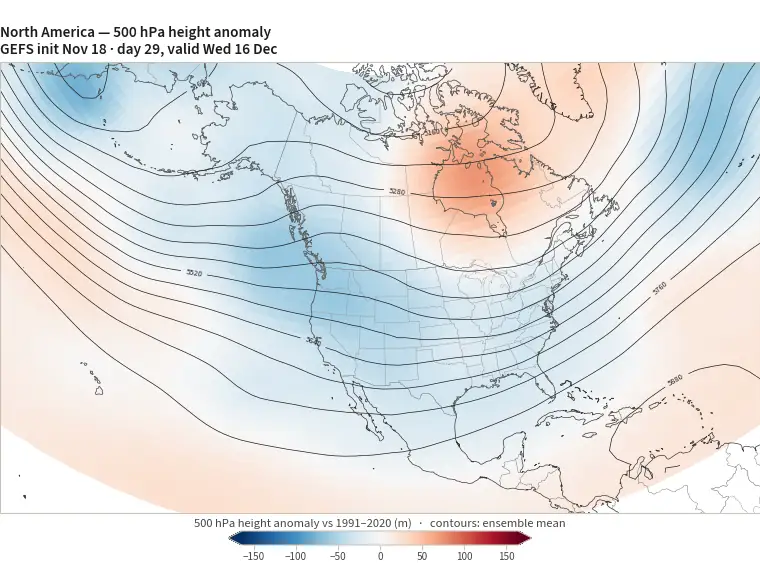 North America — 500 hPa height anomaly
GEFS init Nov 18 · day 29, valid Wed 16 Dec
5280
5520
5760
5880
500 hPa height anomaly vs 1991–2020 (m) · contours: ensemble mean
−150 −100 −50 0 50 100 150